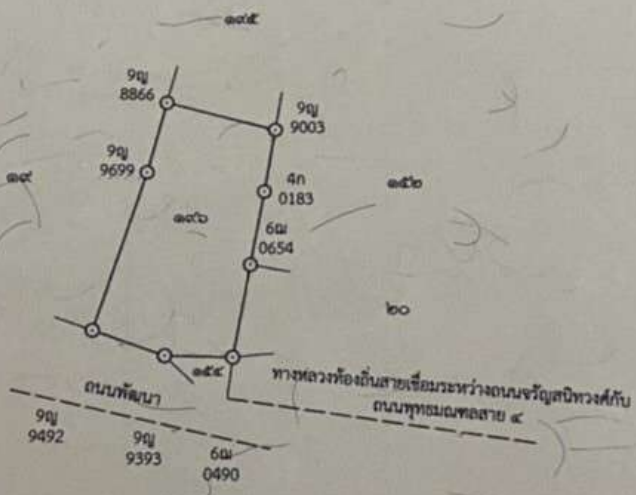 ๑๙๕
9ญ
8866
9ญ
9003
9ญ
9699
๑๙
4ก
0183
๑๕๒
๑๙๖
6ฌ
0654
๒๐
๑๕๔
ทางหลวงท้องถิ่นสายเชื่อมระหว่างถนนจรัญสนิทวงศ์กับ
ถนนพุทธมณฑลสาย ๔
ถนนพัฒนา
9ญ
9492
9ญ
9393
6ฌ
0490